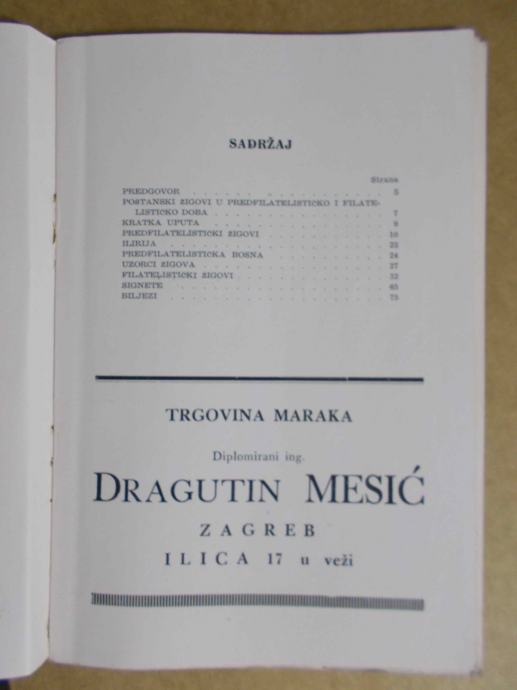 SADRŽAJ
Strana
PREDGOVOR . . . . . . . . . . . . . . . 5
POŠTANSKI ŽIGOVI U PREDFILATELISTIČKO I FILATE-
LISTIČKO DOBA . . . . . . . . . . . . . 7
KRATKA UPUTA . . . . . . . . . . . . . 9
PREDFILATELISTIČKI ŽIGOVI . . . . . . . . 10
ILIRIJA . . . . . . . . . . . . . . . . 23
PREDFILATELISTIČKA BOSNA . . . . . . . . 24
UZORCI ŽIGOVA . . . . . . . . . . . . . 27
FILATELISTIČKI ŽIGOVI . . . . . . . . . . 32
SIGNETE . . . . . . . . . . . . . . . . 65
BILJEZI . . . . . . . . . . . . . . . . 73
TRGOVINA MARAKA
Diplomirani ing.
DRAGUTIN MESIĆ
ZAGREB
ILICA 17 u veži